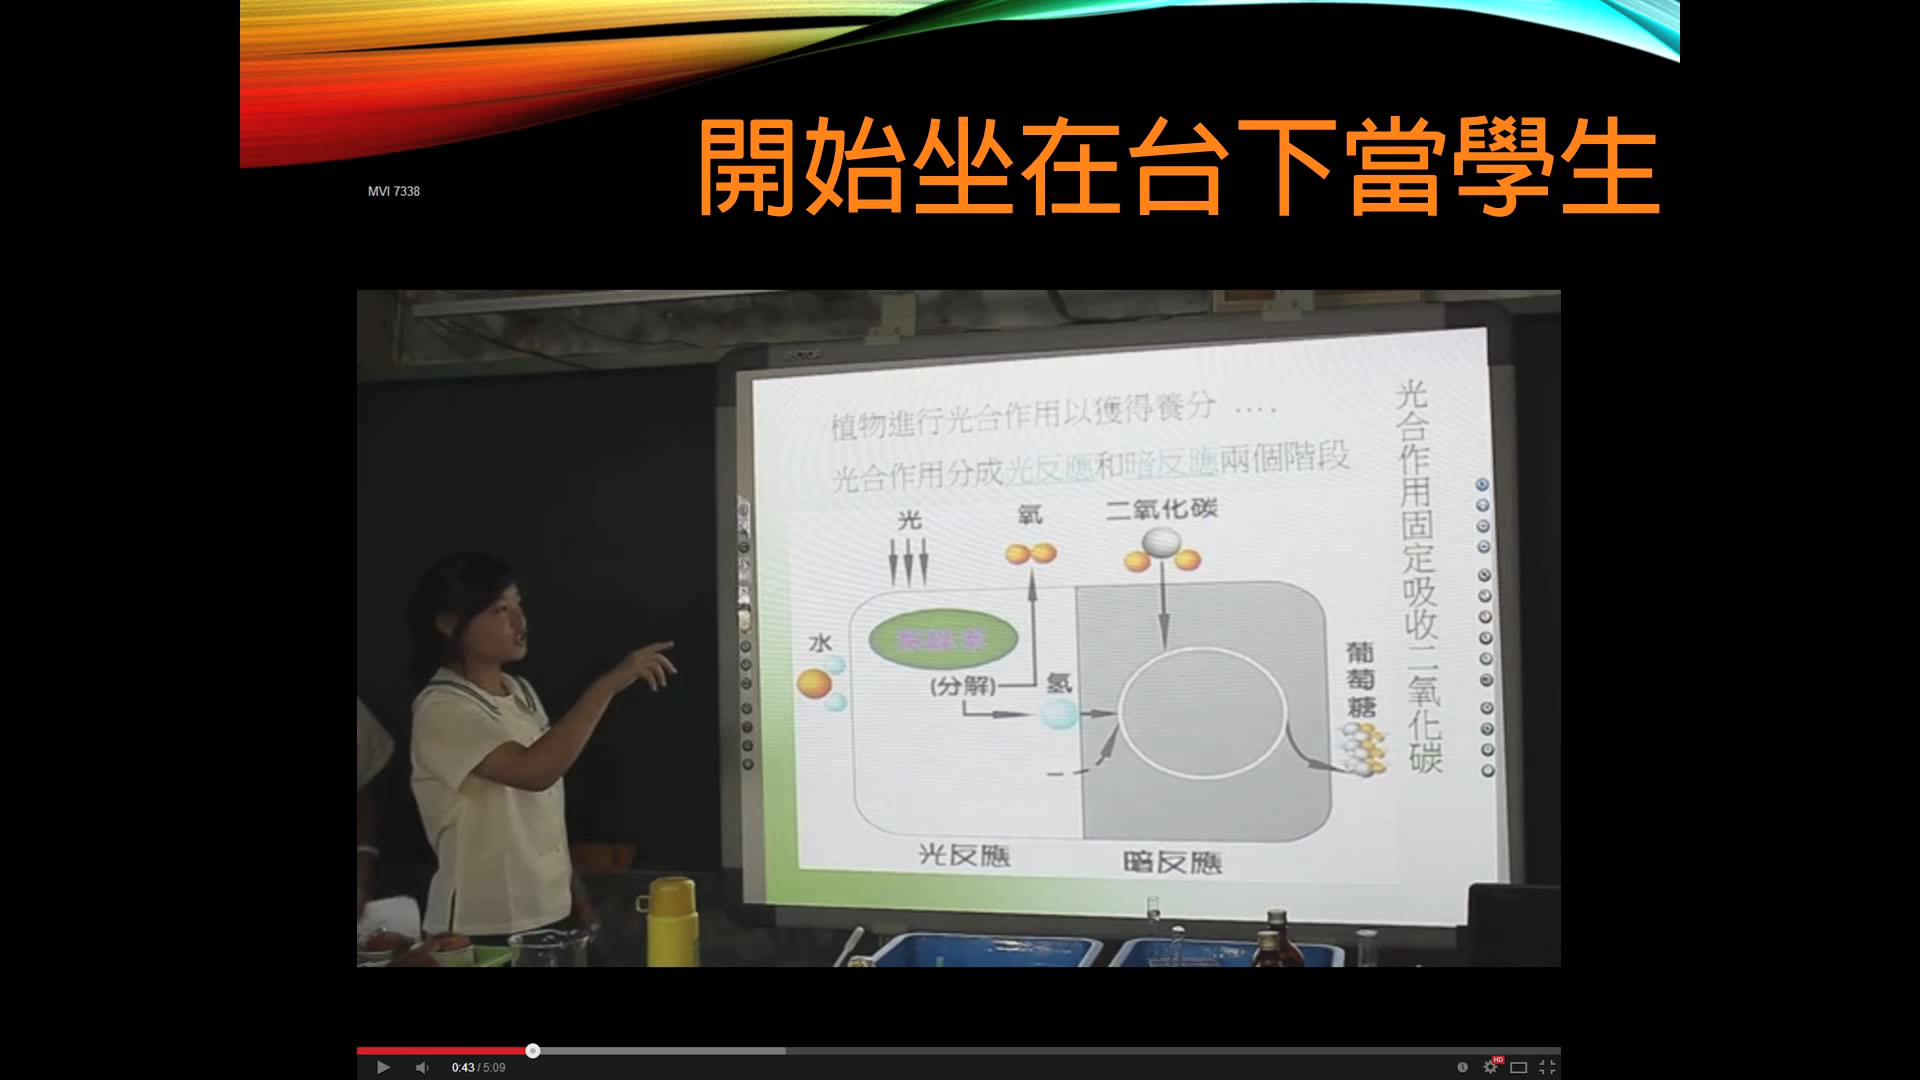 開始坐在台下當學生
MVI 7338
植物進行光合作用以獲得養分 ....
光合作用分成光反應和暗反應兩個階段
光合作用固定吸收二氧化碳
光
氧
二氧化碳
水
葉綠素
(分解)
氫
葡萄糖
光反應
暗反應
0:43 / 5:09
HD